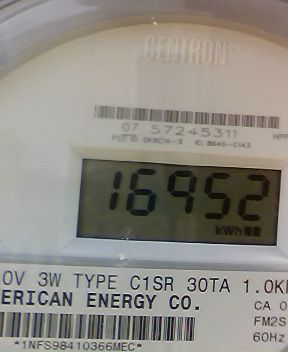 CENTRON®
07 57245311
16952
kWh
0V 3W TYPE C1SR 30TA 1.0K
ERICAN ENERGY CO.
CA 0
FM2S
60Hz
*1NFS98410366MEC*